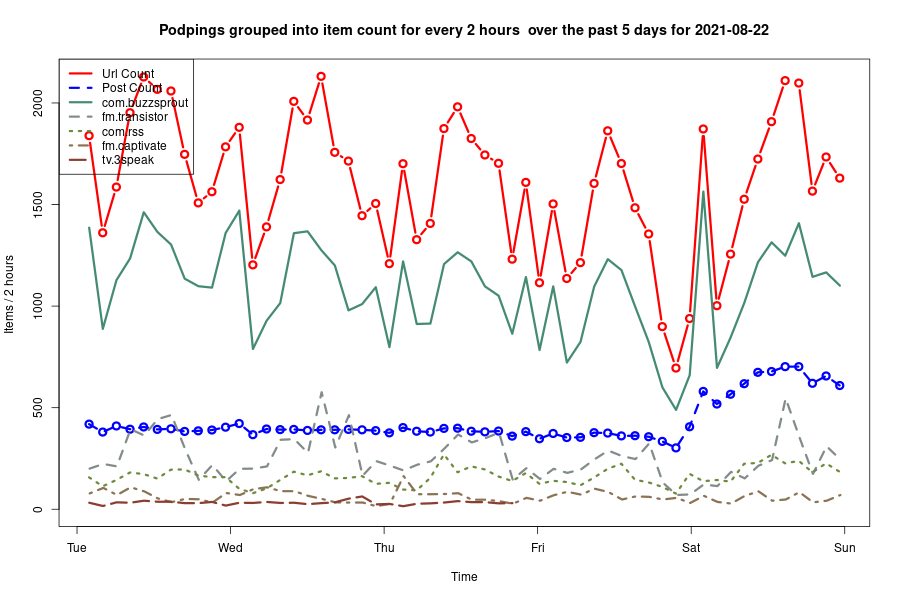 Podpings grouped into item count for every 2 hours  over the past 5 days for 2021-08-22
Url Count
Post Count
com.buzzsprout
fm.transistor
com.rss
fm.captivate
tv.3speak
Items / 2 hours
2000
1500
1000
500
0
Tue Wed Thu Fri Sat Sun
Time